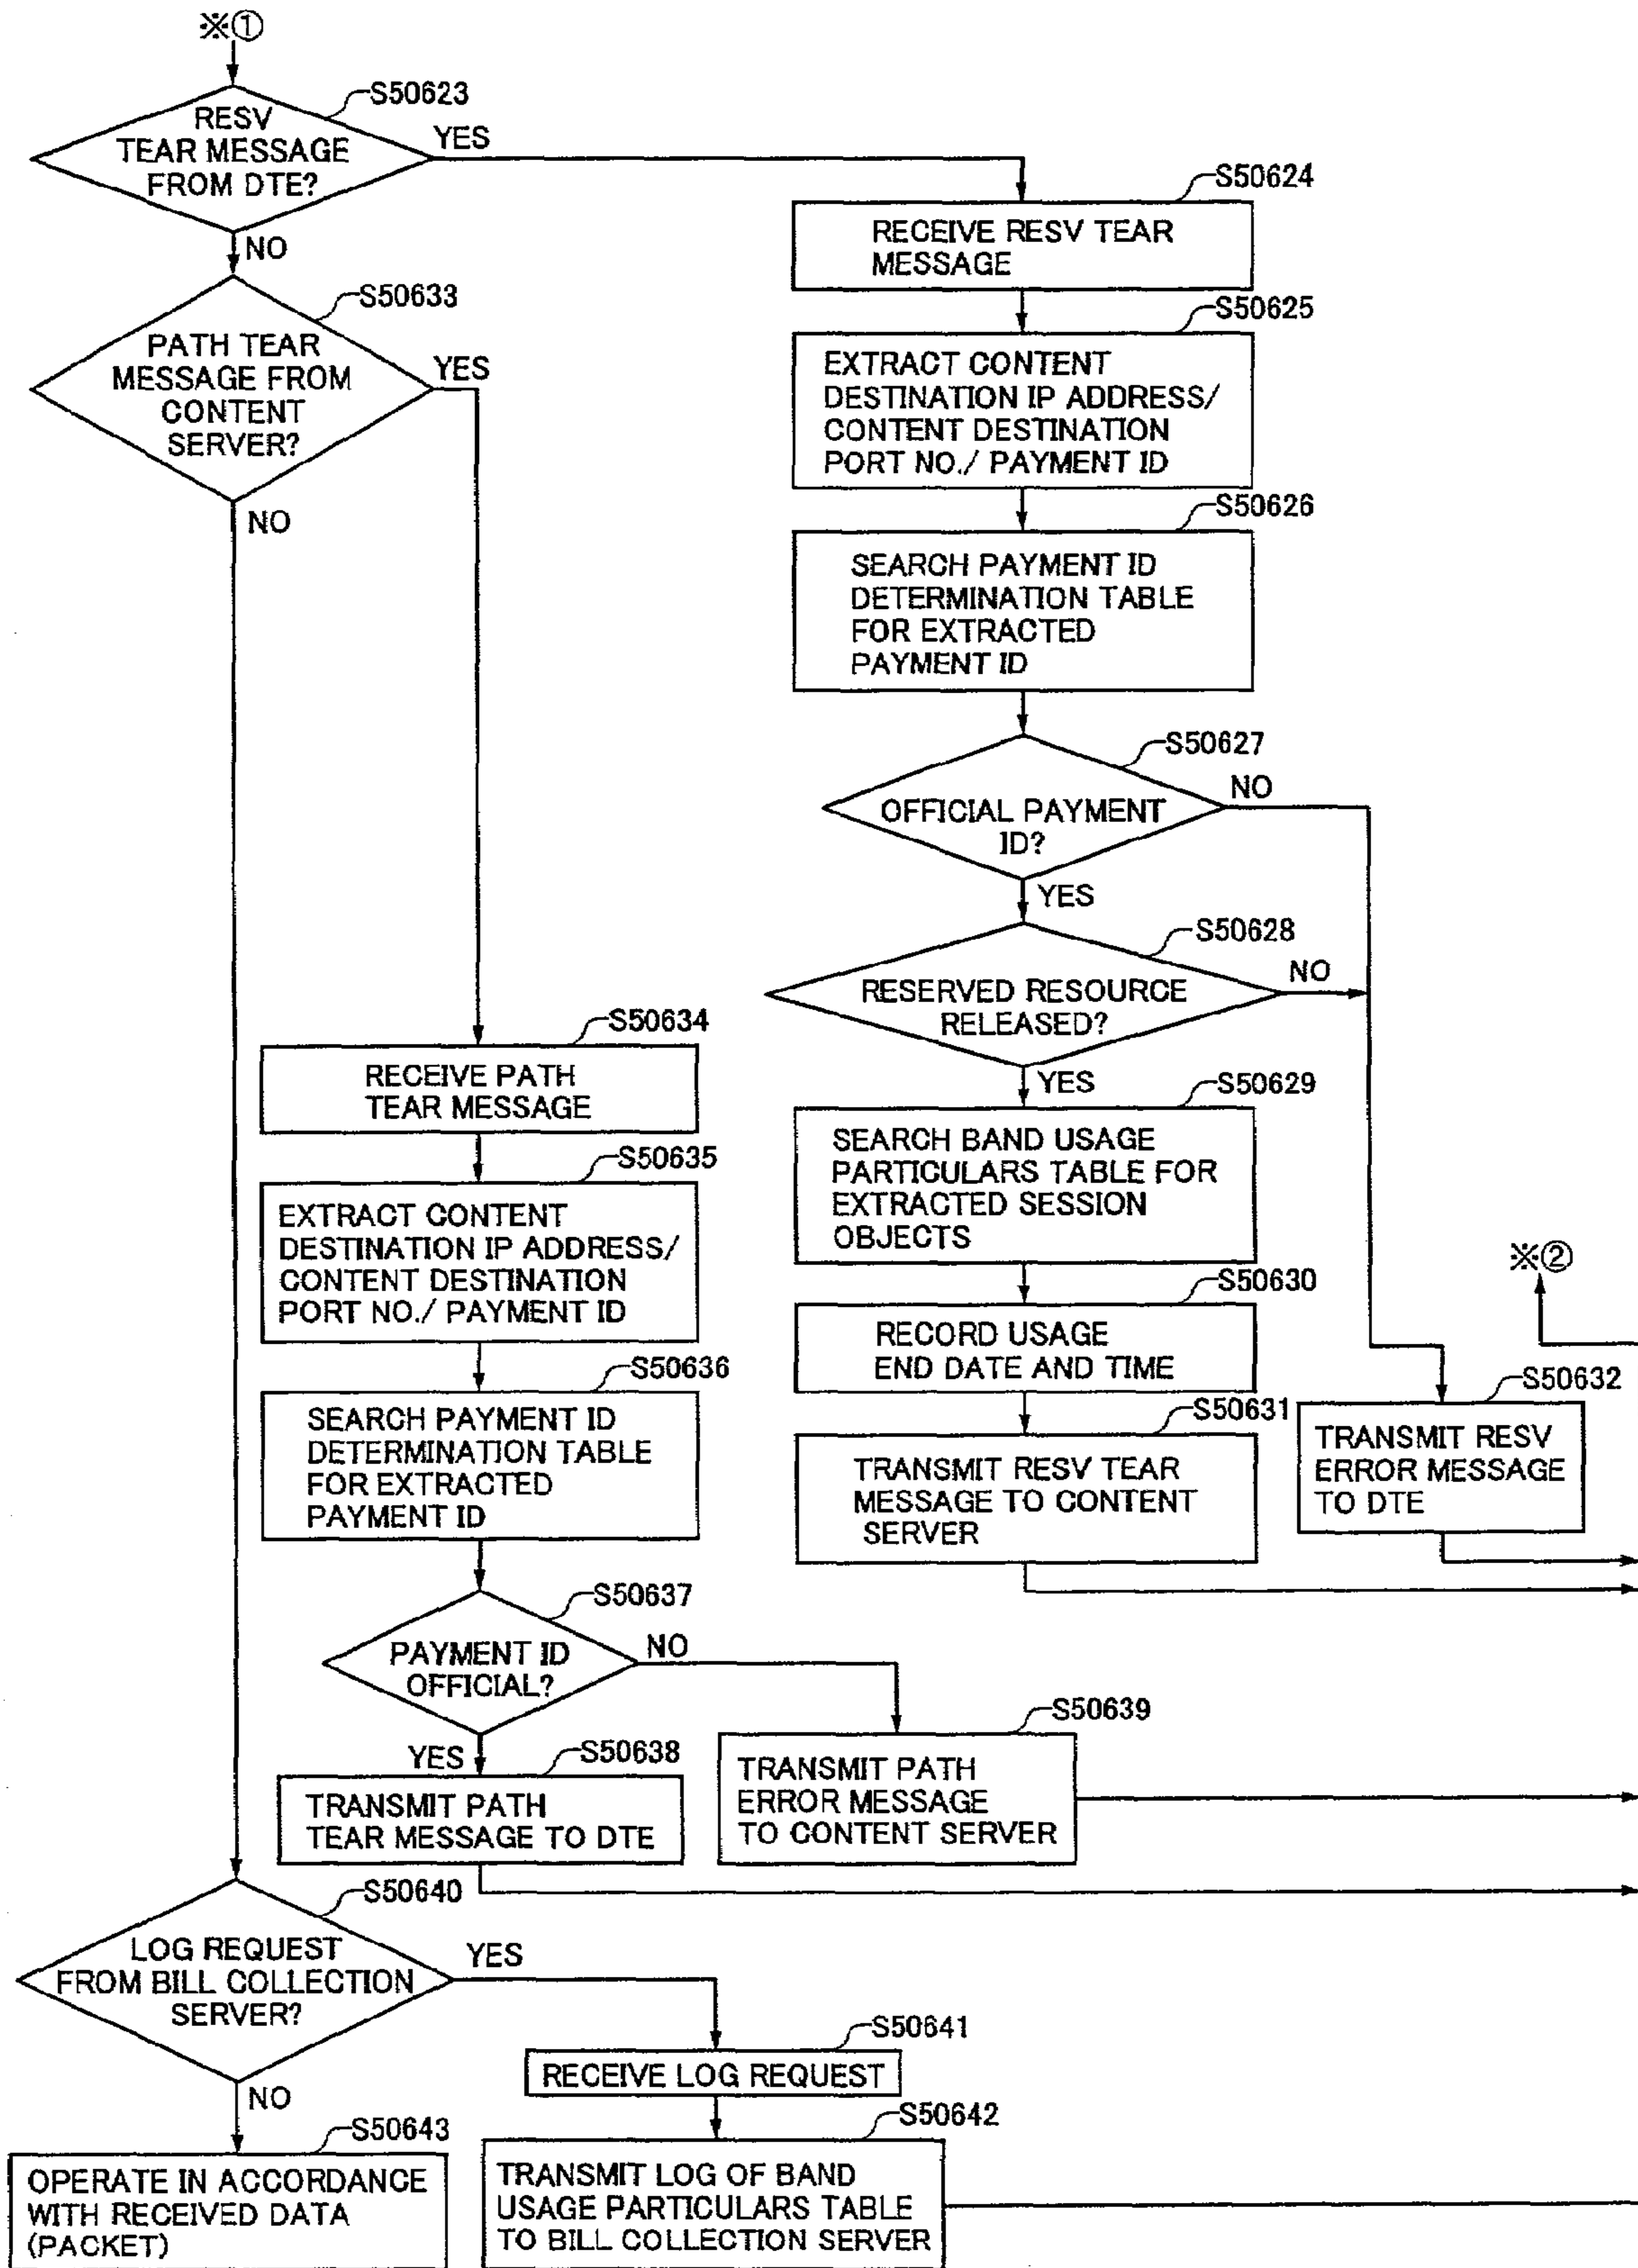 ※①
S50623
RESV
TEAR MESSAGE
FROM DTE?
YES
NO
S50624
RECEIVE RESV TEAR
MESSAGE
S50625
EXTRACT CONTENT
DESTINATION IP ADDRESS/
CONTENT DESTINATION
PORT NO./ PAYMENT ID
S50626
SEARCH PAYMENT ID
DETERMINATION TABLE
FOR EXTRACTED
PAYMENT ID
S50627
OFFICIAL PAYMENT
ID?
NO
YES
S50628
RESERVED RESOURCE
RELEASED?
NO
YES
S50629
SEARCH BAND USAGE
PARTICULARS TABLE FOR
EXTRACTED SESSION
OBJECTS
S50630
RECORD USAGE
END DATE AND TIME
S50631
TRANSMIT RESV TEAR
MESSAGE TO CONTENT
SERVER
S50632
TRANSMIT RESV
ERROR MESSAGE
TO DTE
※②
S50633
PATH TEAR
MESSAGE FROM
CONTENT
SERVER?
YES
NO
S50634
RECEIVE PATH
TEAR MESSAGE
S50635
EXTRACT CONTENT
DESTINATION IP ADDRESS/
CONTENT DESTINATION
PORT NO./ PAYMENT ID
S50636
SEARCH PAYMENT ID
DETERMINATION TABLE
FOR EXTRACTED
PAYMENT ID
S50637
PAYMENT ID
OFFICIAL?
NO
YES
S50638
TRANSMIT PATH
TEAR MESSAGE TO DTE
S50639
TRANSMIT PATH
ERROR MESSAGE
TO CONTENT SERVER
S50640
LOG REQUEST
FROM BILL COLLECTION
SERVER?
YES
NO
S50641
RECEIVE LOG REQUEST
S50642
TRANSMIT LOG OF BAND
USAGE PARTICULARS TABLE
TO BILL COLLECTION SERVER
S50643
OPERATE IN ACCORDANCE
WITH RECEIVED DATA
(PACKET)